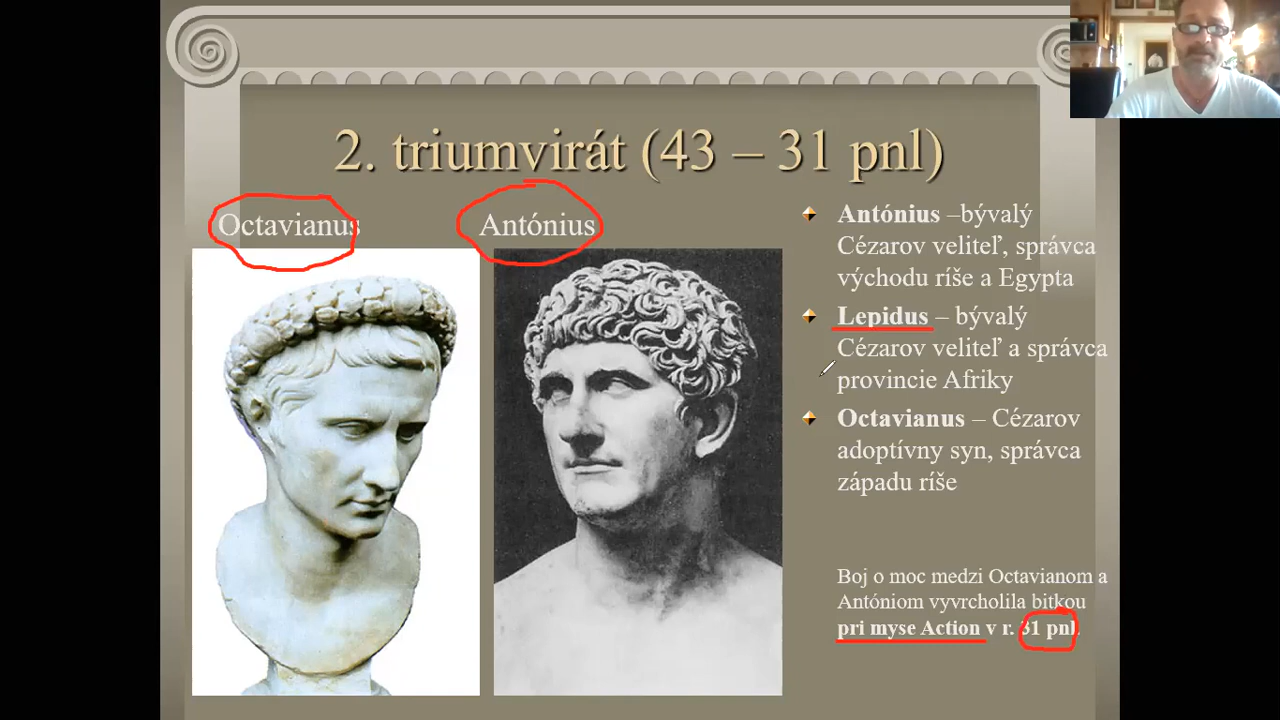 2. triumvirát (43 – 31 pnl)
Octavianus
Antónius
Antónius –bývalý
Cézarov veliteľ, správca
východu ríše a Egypta
Lepidus – bývalý
Cézarov veliteľ a správca
provincie Afriky
Octavianus – Cézarov
adoptívny syn, správca
západu ríše
Boj o moc medzi Octavianom a
Antóniom vyvrcholila bitkou
pri myse Action v r. 31 pnl.